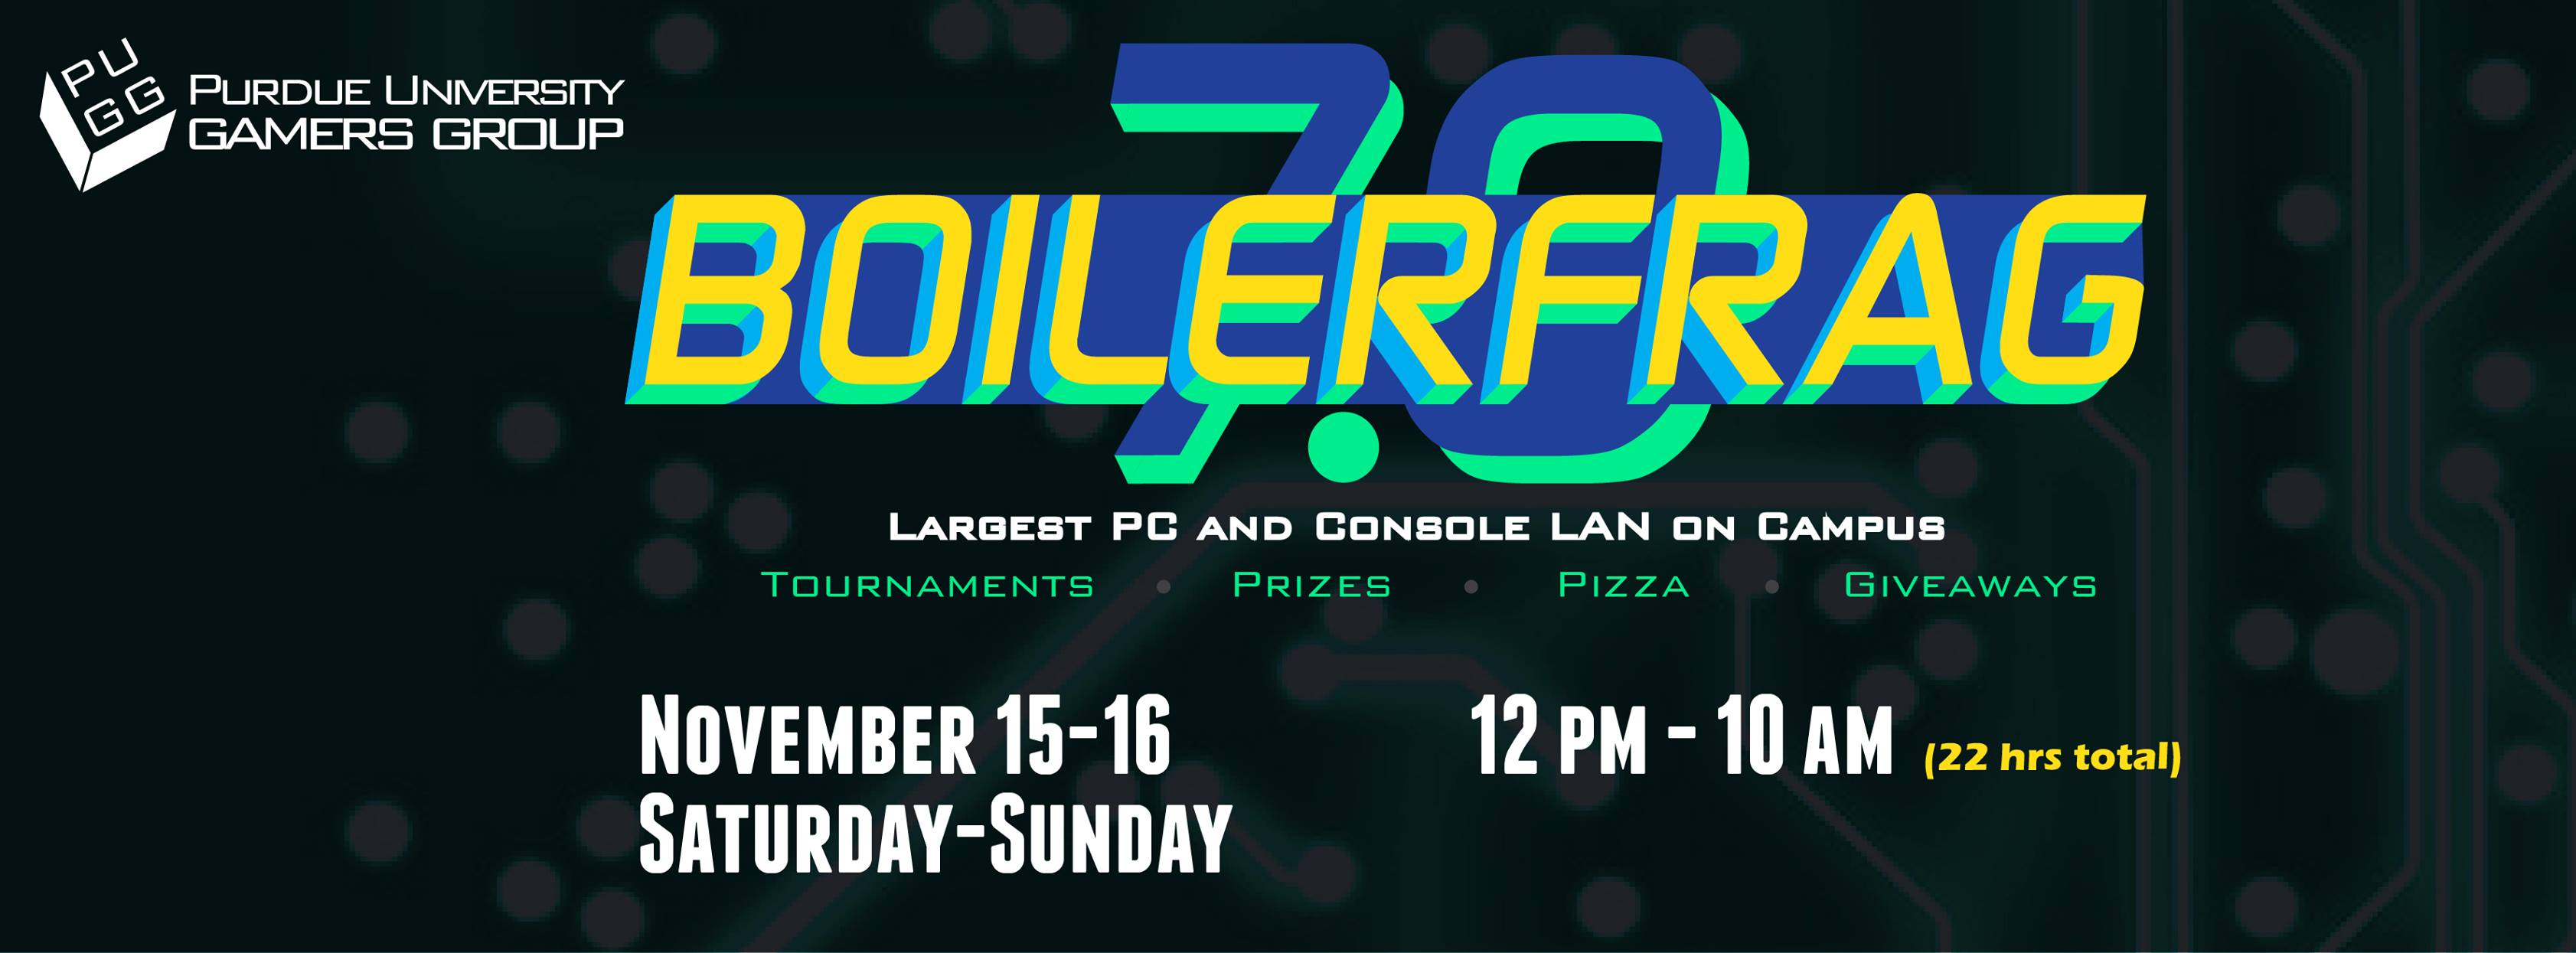 PU
GG
PURDUE UNIVERSITY
GAMERS GROUP
7.0
BOILERFRAG
LARGEST PC AND CONSOLE LAN ON CAMPUS
TOURNAMENTS • PRIZES • PIZZA • GIVEAWAYS
NOVEMBER 15-16
SATURDAY-SUNDAY
12 PM - 10 AM (22 hrs total)